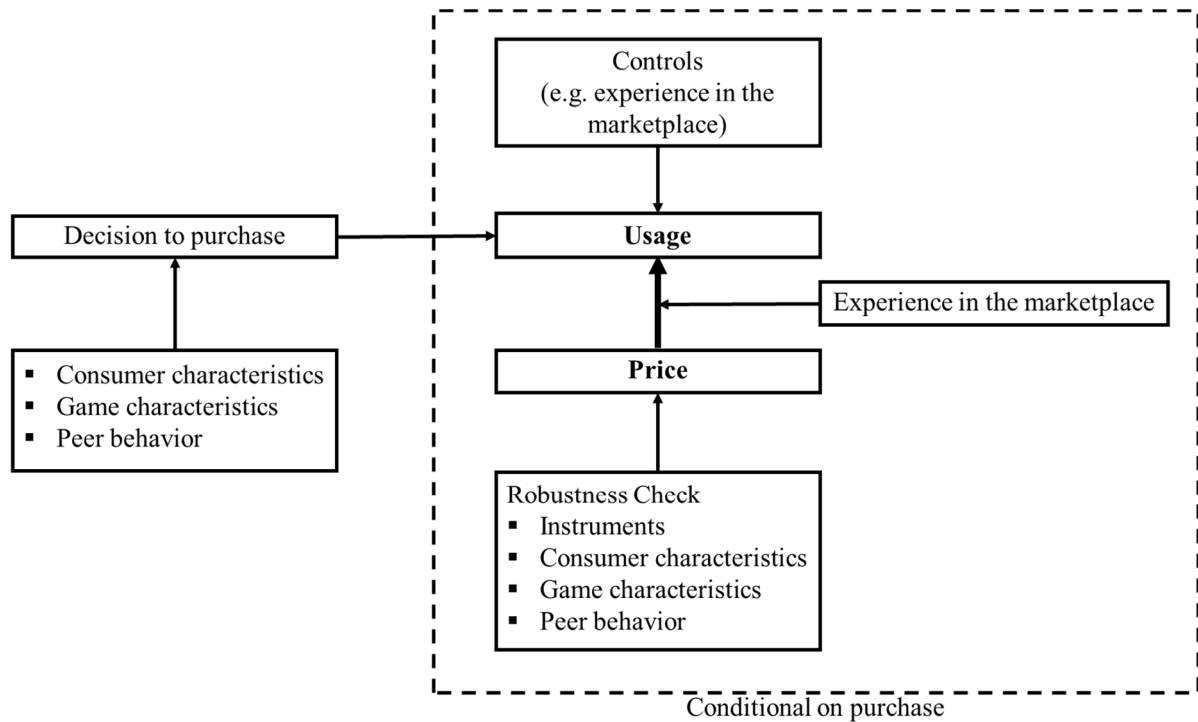 Controls
(e.g. experience in the
marketplace)
Decision to purchase
Usage
Experience in the marketplace
▪ Consumer characteristics
▪ Game characteristics
▪ Peer behavior
Price
Robustness Check
▪ Instruments
▪ Consumer characteristics
▪ Game characteristics
▪ Peer behavior
Conditional on purchase